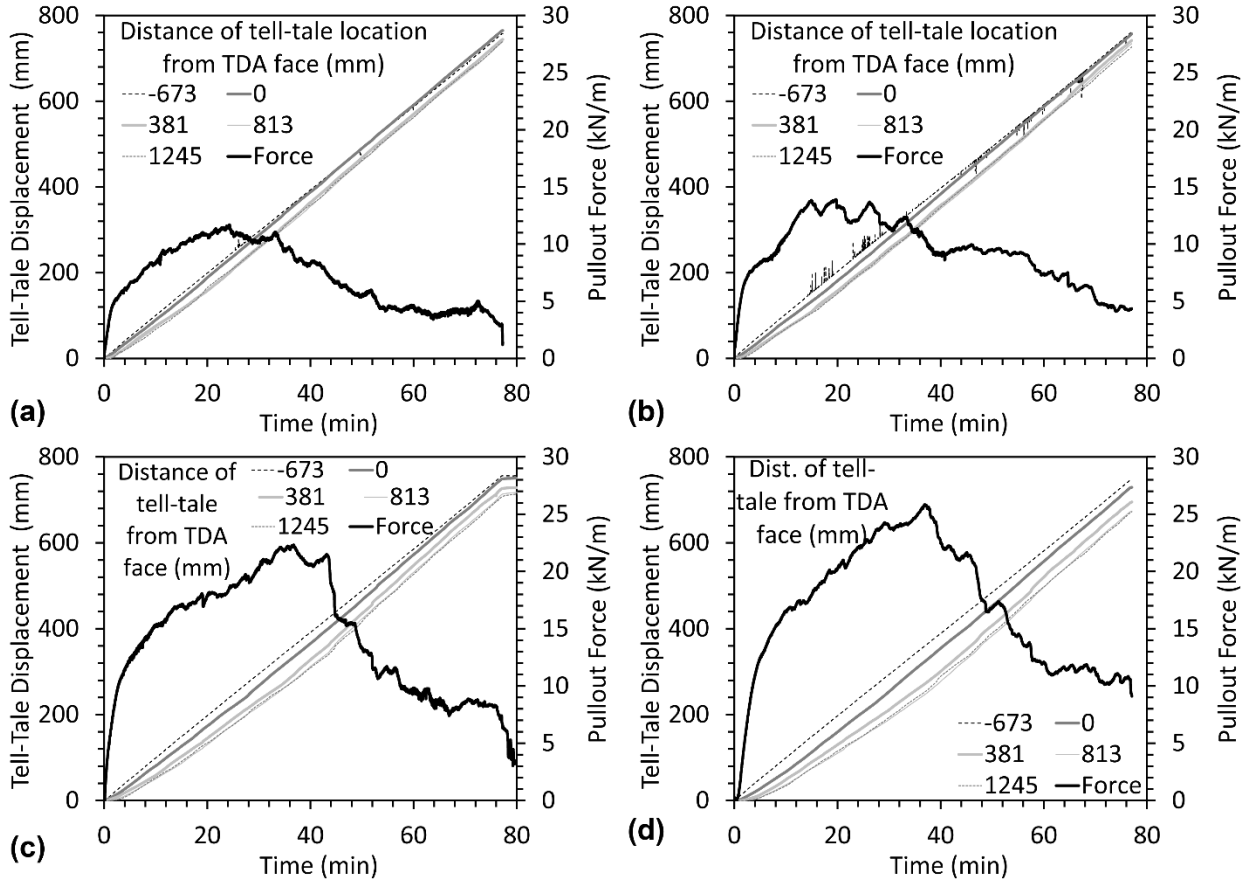 800
600
400
200
0
Tell-Tale Displacement (mm)
Distance of tell-tale location
from TDA face (mm)
-673 0
381 813
1245 Force
30
25
20
15
10
5
0
Pullout Force (kN/m)
0 20 40 60 80
Time (min)
(a)
800
600
400
200
0
Tell-Tale Displacement (mm)
Distance of tell-tale location
from TDA face (mm)
-673 0
381 813
1245 Force
30
25
20
15
10
5
0
Pullout Force (kN/m)
0 20 40 60 80
Time (min)
(b)
800
600
400
200
0
Tell-Tale Displacement (mm)
Distance of
tell-tale
from TDA
face (mm)
-673 0
381 813
1245 Force
30
25
20
15
10
5
0
Pullout Force (kN/m)
0 20 40 60 80
Time (min)
(c)
800
600
400
200
0
Tell-Tale Displacement (mm)
Dist. of tell-
tale from TDA
face (mm)
-673 0
381 813
1245 Force
30
25
20
15
10
5
0
Pullout Force (kN/m)
0 20 40 60 80
Time (min)
(d)